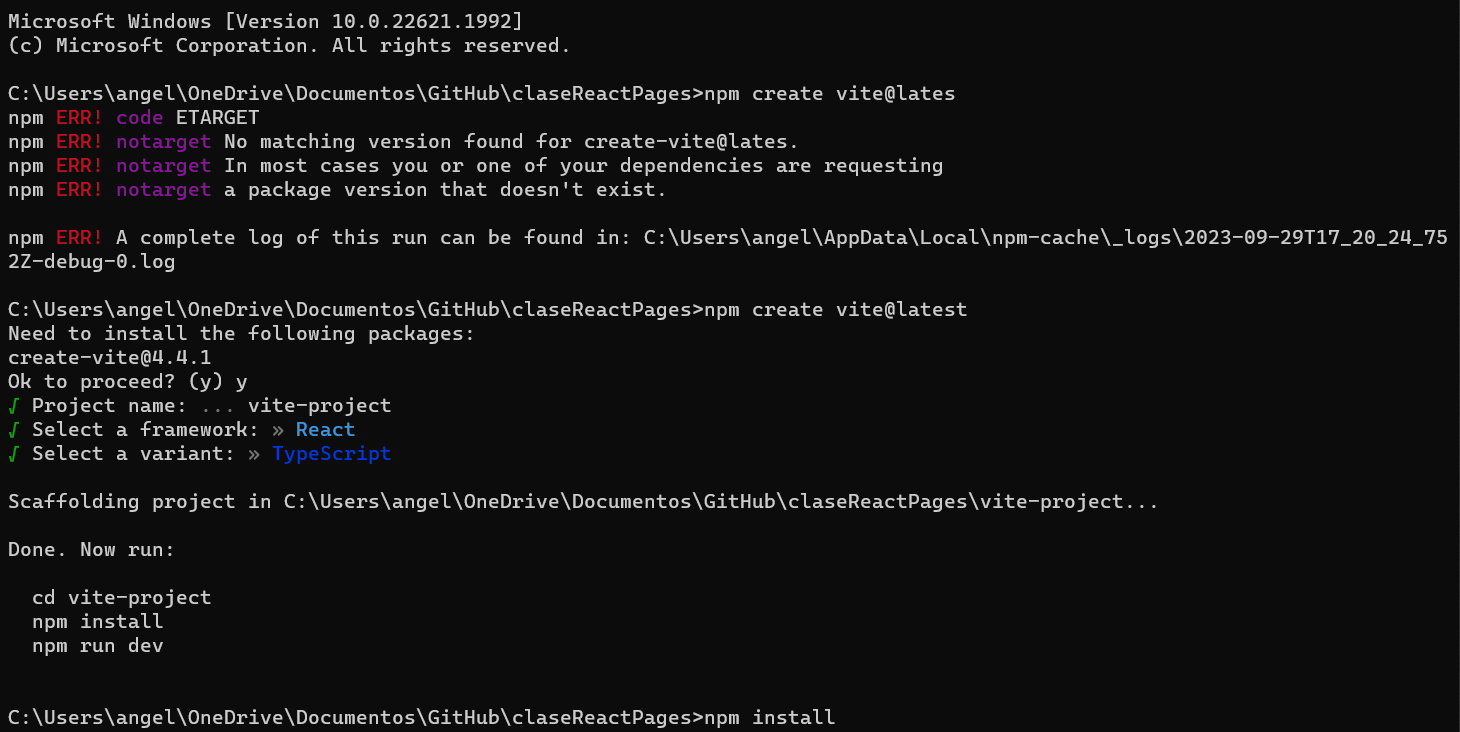 Microsoft Windows [Version 10.0.22621.1992]
(c) Microsoft Corporation. All rights reserved.
C:\Users\angel\OneDrive\Documentos\GitHub\claseReactPages>npm create vite@lates
npm ERR! code ETARGET
npm ERR! notarget No matching version found for create-vite@lates.
npm ERR! notarget In most cases you or one of your dependencies are requesting
npm ERR! notarget a package version that doesn't exist.
npm ERR! A complete log of this run can be found in: C:\Users\angel\AppData\Local\npm-cache\_logs\2023-09-29T17_20_24_75
2Z-debug-0.log
C:\Users\angel\OneDrive\Documentos\GitHub\claseReactPages>npm create vite@latest
Need to install the following packages:
create-vite@4.4.1
Ok to proceed? (y) y
√ Project name: ... vite-project
√ Select a framework: » React
√ Select a variant: » TypeScript
Scaffolding project in C:\Users\angel\OneDrive\Documentos\GitHub\claseReactPages\vite-project...
Done. Now run:
cd vite-project
npm install
npm run dev
C:\Users\angel\OneDrive\Documentos\GitHub\claseReactPages>npm install